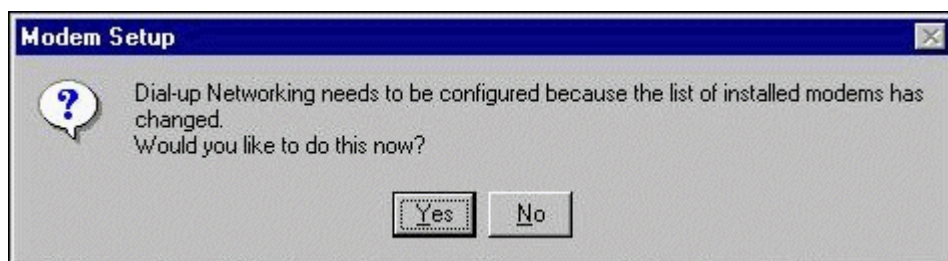 Modem Setup
Dial-up Networking needs to be configured because the list of installed modems has
changed.
Would you like to do this now?
Yes
No